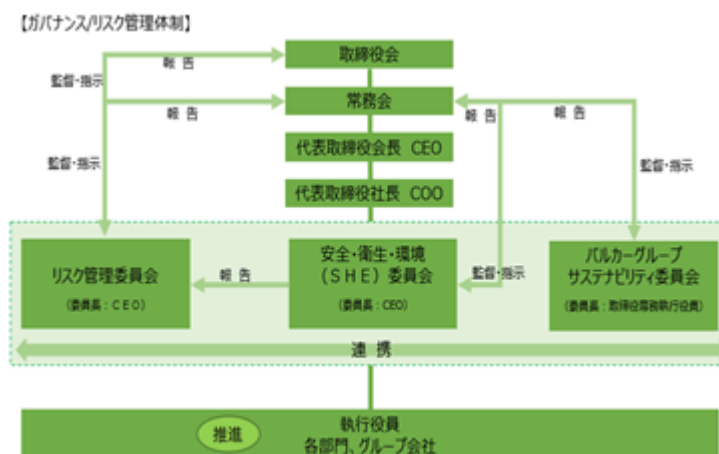 【ガバナンス/リスク管理体制】
取締役会
報 告
監督・指示
常務会
報 告
報 告
報 告
代表取締役会長 CEO
監督・指示
監督・指示
代表取締役社長 COO
リスク管理委員会
(委員長:CEO)
報 告
安全・衛生・環境
(SHE)委員会
(委員長:CEO)
監督・指示
バルカーグループ
サステナビリティ委員会
(委員長:取締役専務執行役員)
連 携
推進
執行役員
各部門、グループ会社